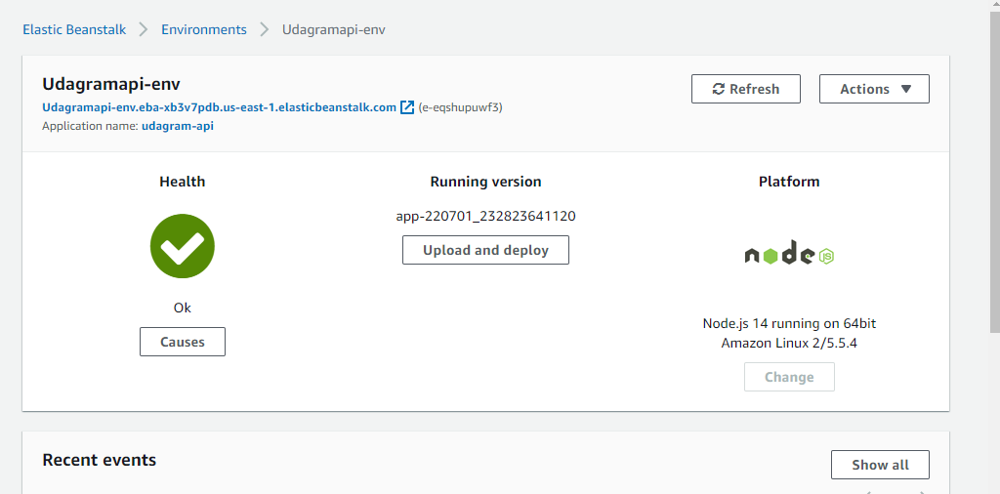 Elastic Beanstalk > Environments > Udagramapi-env
Udagramapi-env
Refresh
Actions
Udagramapi-env.eba-xb3v7pdb.us-east-1.elasticbeanstalk.com (e-eqshupuwf3)
Application name: udagram-api
Health
Ok
Causes
Running version
app-220701_232823641120
Upload and deploy
Platform
node JS
Node.js 14 running on 64bit
Amazon Linux 2/5.5.4
Change
Recent events
Show all